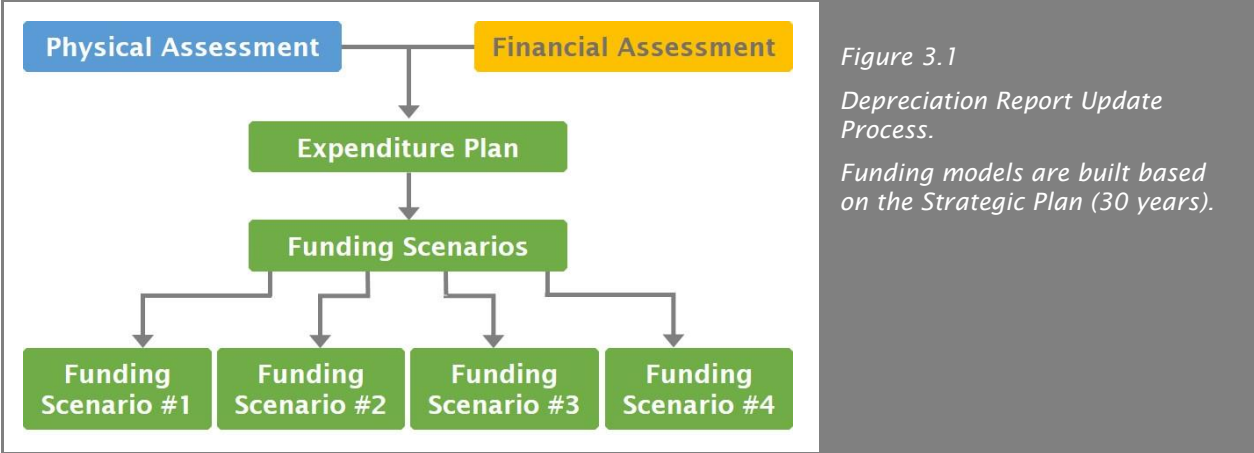 Physical Assessment
Financial Assessment
Expenditure Plan
Funding Scenarios
Funding
Scenario #1
Funding
Scenario #2
Funding
Scenario #3
Funding
Scenario #4
Figure 3.1
Depreciation Report Update
Process.
Funding models are built based
on the Strategic Plan (30 years).